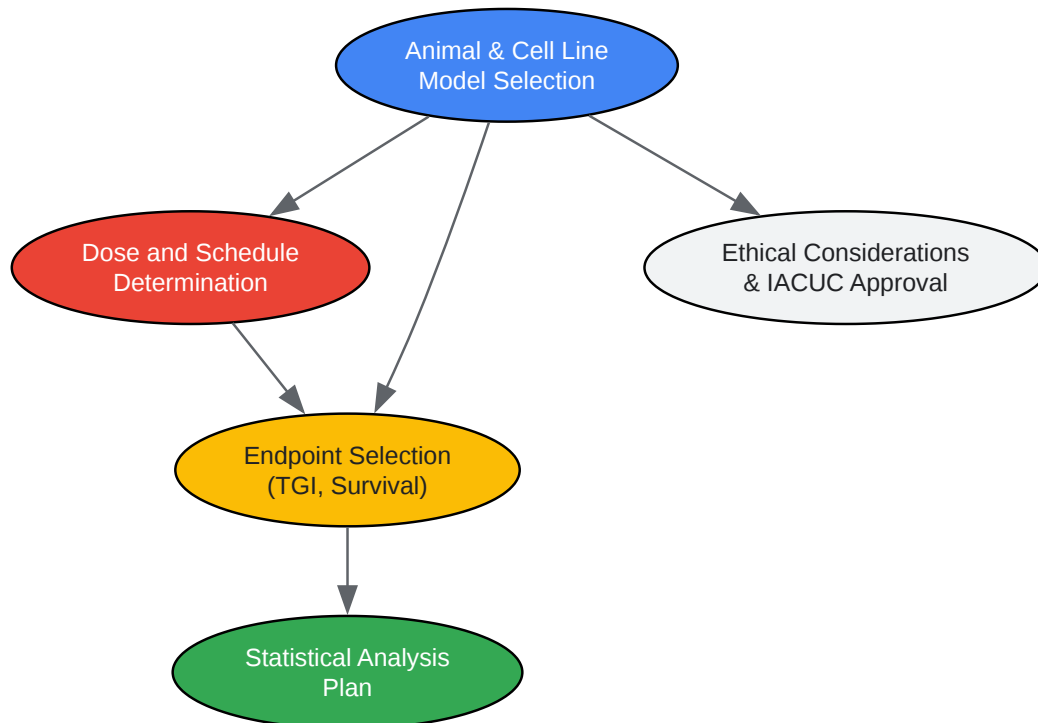 Animal & Cell Line
Model Selection
Dose and Schedule
Determination
Ethical Considerations
& IACUC Approval
Endpoint Selection
(TGI, Survival)
Statistical Analysis
Plan